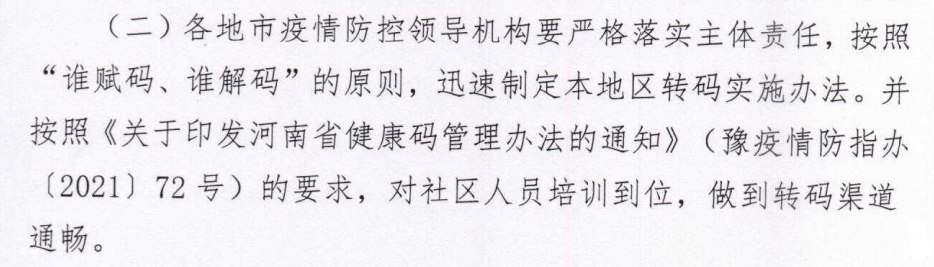 （二）各地市疫情防控领导机构要严格落实主体责任，按照
“谁赋码、谁解码”的原则，迅速制定本地区转码实施办法。并
按照《关于印发河南省健康码管理办法的通知》（豫疫情防指办
〔2021〕72 号）的要求，对社区人员培训到位，做到转码渠道
通畅。